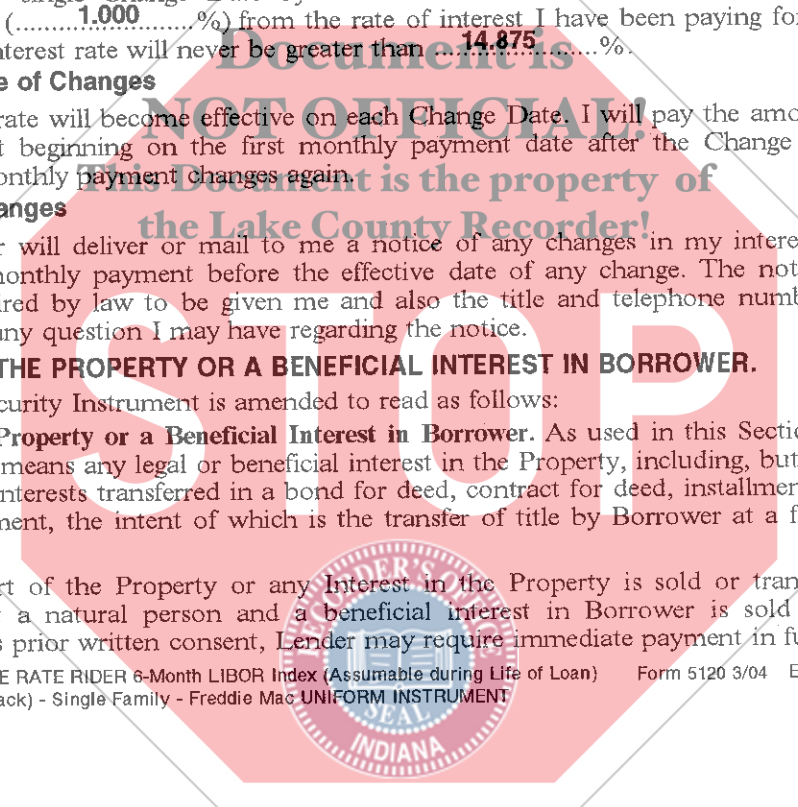 (..........1.000..........%) from the rate of interest I have been paying for
nterest rate will never be greater than ....14.875..........%.
e of Changes
rate will become effective on each Change Date. I will pay the amo
t beginning on the first monthly payment date after the Change
onthly payment changes again.
anges
r will deliver or mail to me a notice of any changes in my intere
monthly payment before the effective date of any change. The not
ired by law to be given me and also the title and telephone numb
any question I may have regarding the notice.
THE PROPERTY OR A BENEFICIAL INTEREST IN BORROWER.
curity Instrument is amended to read as follows:
Property or a Beneficial Interest in Borrower. As used in this Sectio
means any legal or beneficial interest in the Property, including, but
nterests transferred in a bond for deed, contract for deed, installmen
ment, the intent of which is the transfer of title by Borrower at a f
rt of the Property or any Interest in the Property is sold or tran
a natural person and a beneficial interest in Borrower is sold
s prior written consent, Lender may require immediate payment in fu
E RATE RIDER 6-Month LIBOR Index (Assumable during Life of Loan) Form 5120 3/04 E
ack) - Single Family - Freddie Mac UNIFORM INSTRUMENT
Document is
NOT OFFICIAL!
This Document is the property of
the Lake County Recorder!
STOP
RECORDER'S OFFICE
SEAL
INDIANA